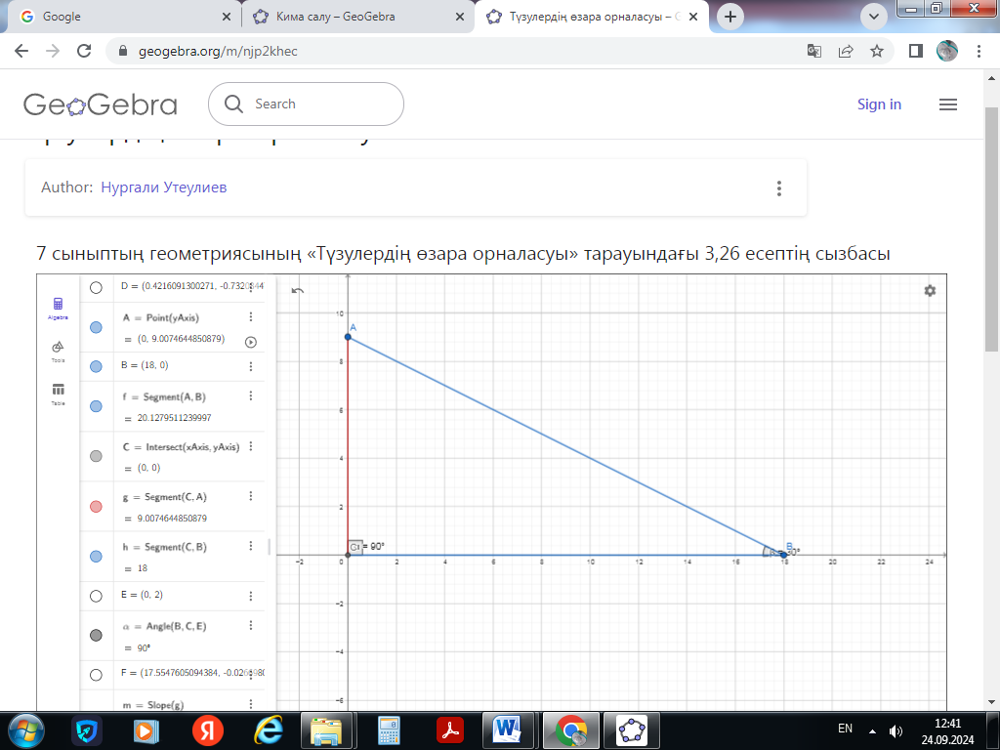 Google
Кима салу – GeoGebra
Түзулердің өзара орналасуы – G
geogebra.org/m/njp2khec
GeoGebra
Search
Sign in
Author: Нургали Утеулиев
7 сыныптың геометриясының «Түзулердің өзара орналасуы» тарауындағы 3,26 есептің сызбасы
Algebra
Tools
Table
D = (0.4216091300271, -0.732
A = Point(yAxis)
= (0, 9.0074644850879)
B = (18, 0)
f = Segment(A, B)
= 20.1279511239997
C = Intersect(xAxis, yAxis)
= (0, 0)
g = Segment(C, A)
= 9.0074644850879
h = Segment(C, B)
= 18
E = (0, 2)
α = Angle(B, C, E)
= 90°
F = (17.5547605094384, -0.026
m = Slope(g)
10
A
8
6
4
2
C = 90°
B
30°
-2 0 2 4 6 8 10 12 14 16 18 20 22 24
-2
-4
-6
EN
12:41
24.09.2024